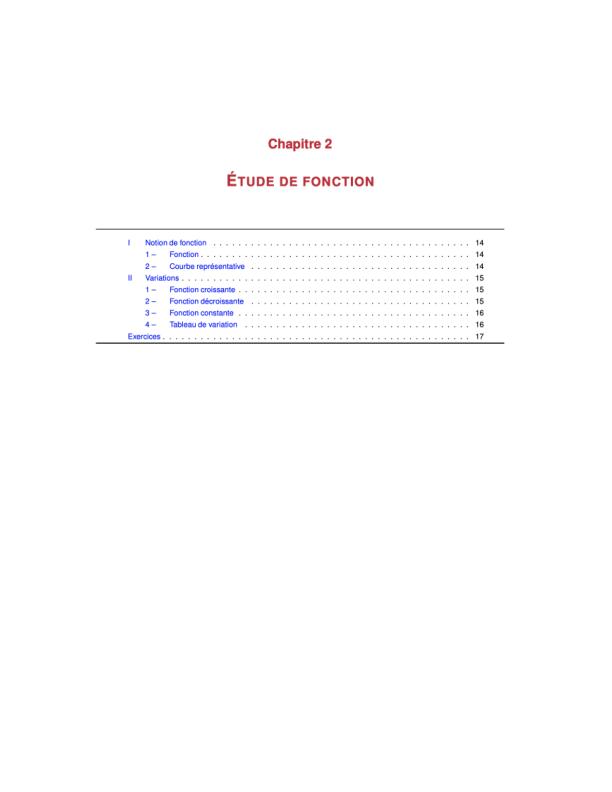 Chapitre 2
ÉTUDE DE FONCTION
I Notion de fonction . . . . . . . . . . . . . . . . . . . . . . . . . . . . . . . . . . . . . . . . . 14
1 – Fonction . . . . . . . . . . . . . . . . . . . . . . . . . . . . . . . . . . . . . . . . . . . 14
2 – Courbe représentative . . . . . . . . . . . . . . . . . . . . . . . . . . . . . . . . . . . 14
II Variations . . . . . . . . . . . . . . . . . . . . . . . . . . . . . . . . . . . . . . . . . . . . . . 15
1 – Fonction croissante . . . . . . . . . . . . . . . . . . . . . . . . . . . . . . . . . . . . . 15
2 – Fonction décroissante . . . . . . . . . . . . . . . . . . . . . . . . . . . . . . . . . . . 15
3 – Fonction constante . . . . . . . . . . . . . . . . . . . . . . . . . . . . . . . . . . . . . 16
4 – Tableau de variation . . . . . . . . . . . . . . . . . . . . . . . . . . . . . . . . . . . . 16
Exercices . . . . . . . . . . . . . . . . . . . . . . . . . . . . . . . . . . . . . . . . . . . . . . . . . 17